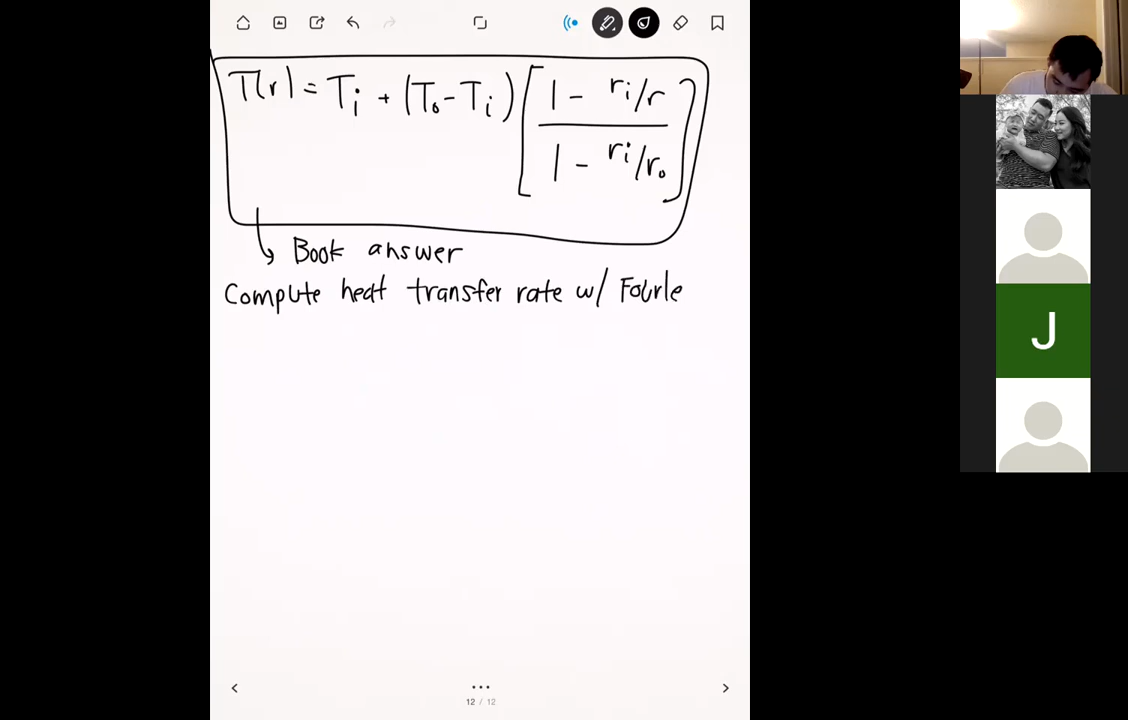 T(r) = Ti + (To - Ti) [ 1 - ri/r
1 - ri/ro ]
Book answer
Compute heat transfer rate w/ Fourie
12 / 12
J